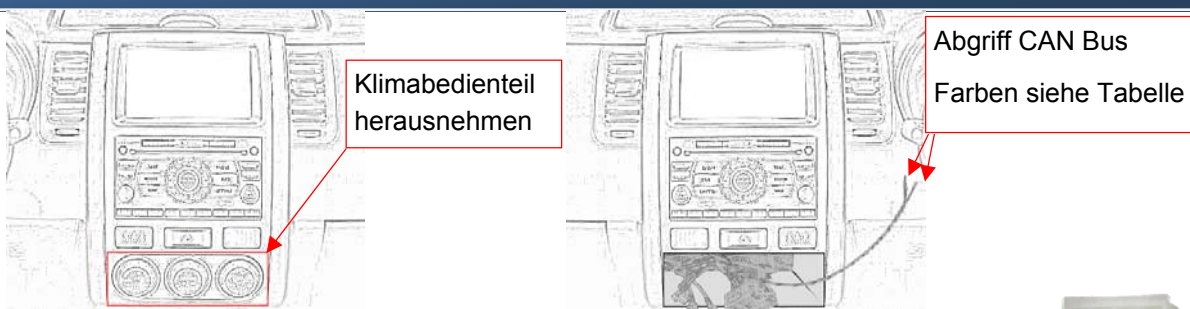 Klimabedienteil
herausnehmen
Abgriff CAN Bus
Farben siehe Tabelle